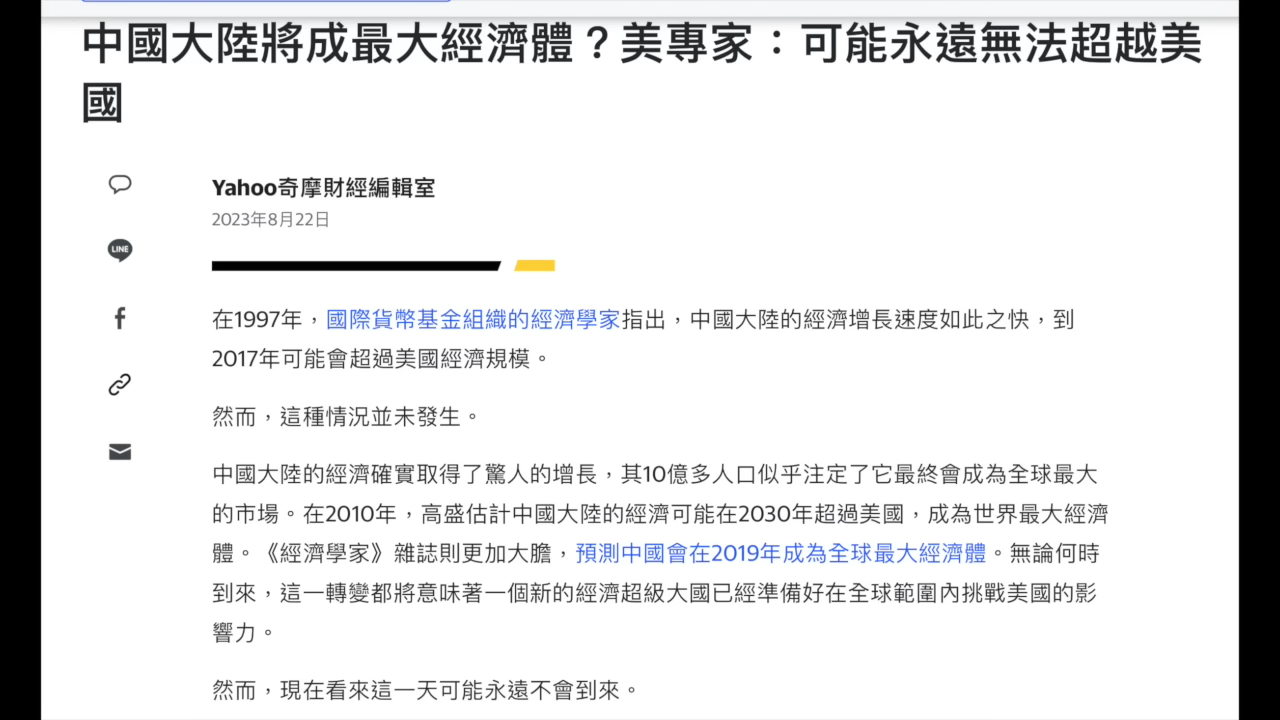 中國大陸將成最大經濟體？美專家：可能永遠無法超越美
國
Yahoo奇摩財經編輯室
2023年8月22日
LINE
在1997年，國際貨幣基金組織的經濟學家指出，中國大陸的經濟增長速度如此之快，到
2017年可能會超過美國經濟規模。
然而，這種情況並未發生。
中國大陸的經濟確實取得了驚人的增長，其10億多人口似乎注定了它最終會成為全球最大
的市場。在2010年，高盛估計中國大陸的經濟可能在2030年超過美國，成為世界最大經濟
體。《經濟學家》雜誌則更加大膽，預測中國會在2019年成為全球最大經濟體。無論何時
到來，這一轉變都將意味著一個新的經濟超級大國已經準備好在全球範圍內挑戰美國的影
響力。
然而，現在看來這一天可能永遠不會到來。